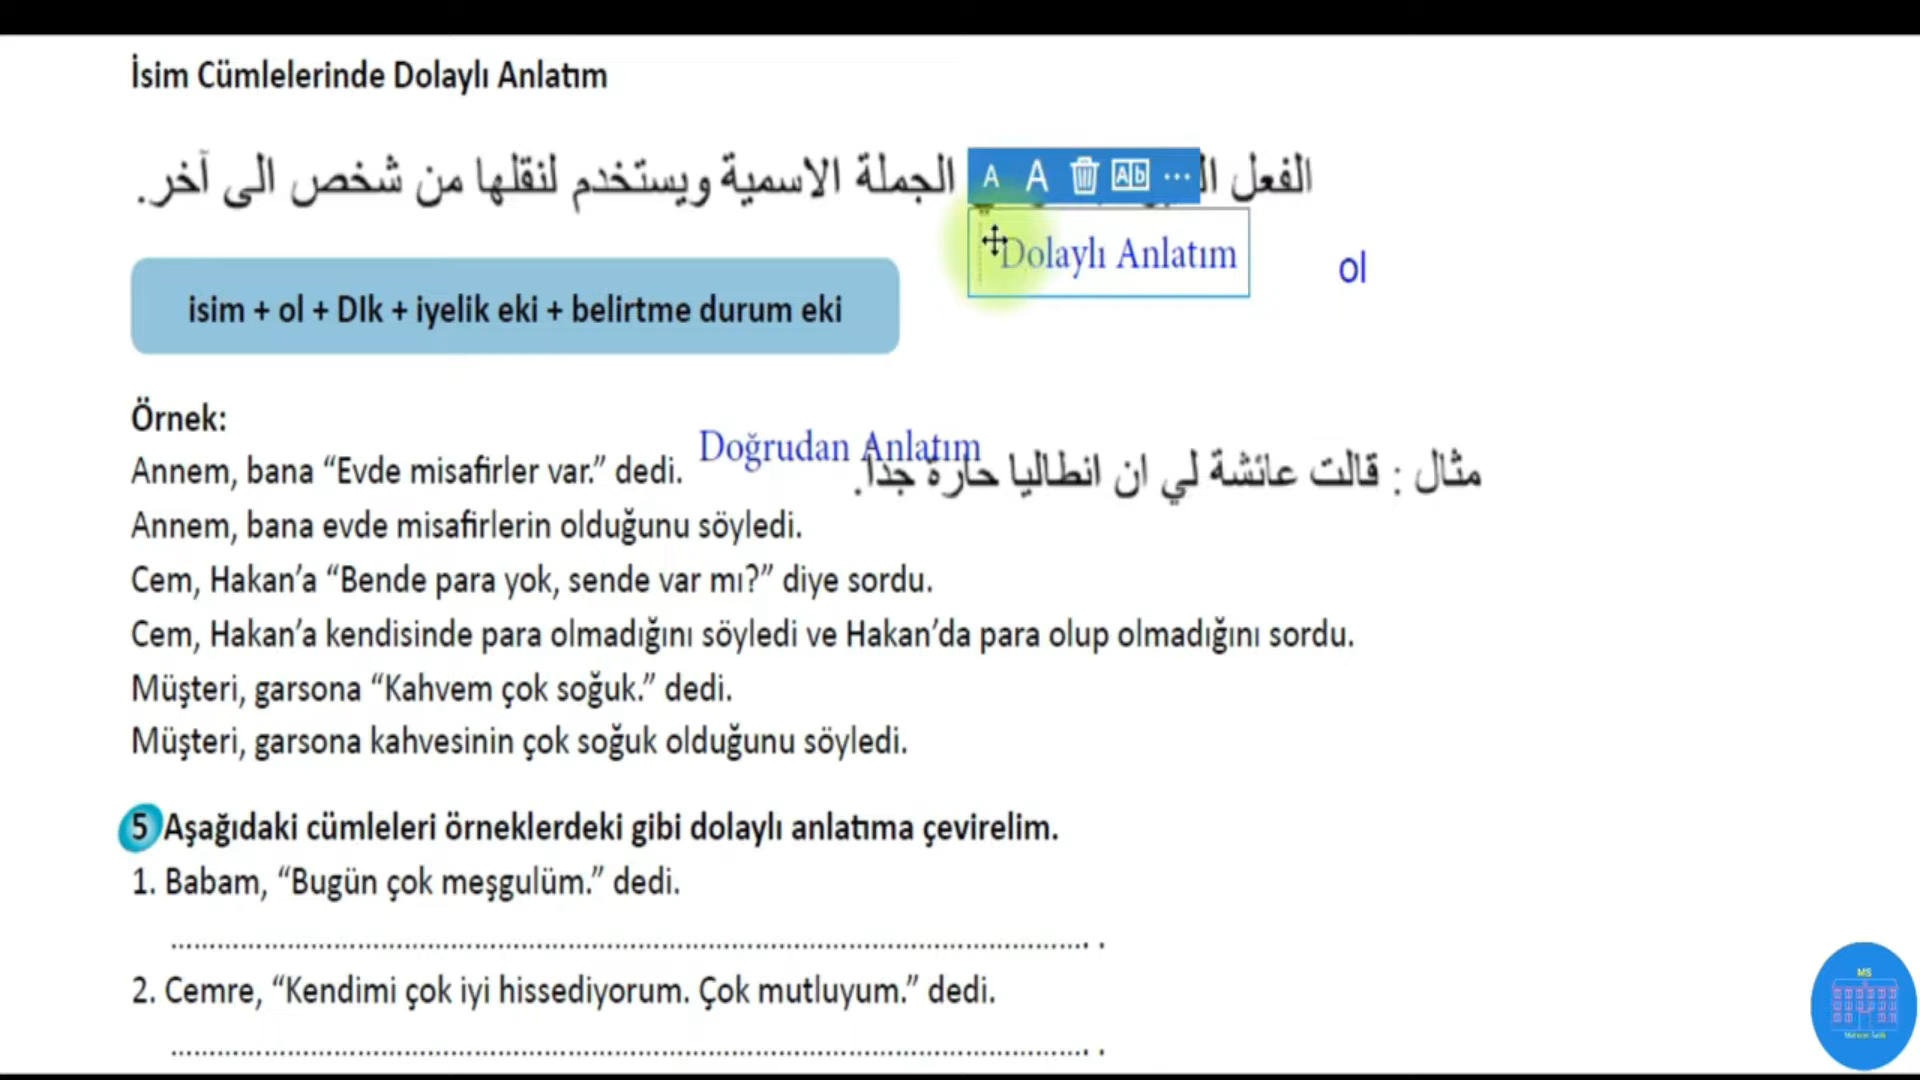 İsim Cümlelerinde Dolaylı Anlatım
الفعل الجملة الاسمية ويستخدم لنقلها من شخص الى آخر.
Dolaylı Anlatım
ol
isim + ol + DIk + iyelik eki + belirtme durum eki
Örnek:
Doğrudan Anlatım
Annem, bana “Evde misafirler var.” dedi.
مثال : قالت عائشة لي ان انطاليا حارة جداً.
Annem, bana evde misafirlerin olduğunu söyledi.
Cem, Hakan’a “Bende para yok, sende var mı?” diye sordu.
Cem, Hakan’a kendisinde para olmadığını söyledi ve Hakan’da para olup olmadığını sordu.
Müşteri, garsona “Kahvem çok soğuk.” dedi.
Müşteri, garsona kahvesinin çok soğuk olduğunu söyledi.
5 Aşağıdaki cümleleri örneklerdeki gibi dolaylı anlatıma çevirelim.
1. Babam, “Bugün çok meşgulüm.” dedi.
2. Cemre, “Kendimi çok iyi hissediyorum. Çok mutluyum.” dedi.
MS